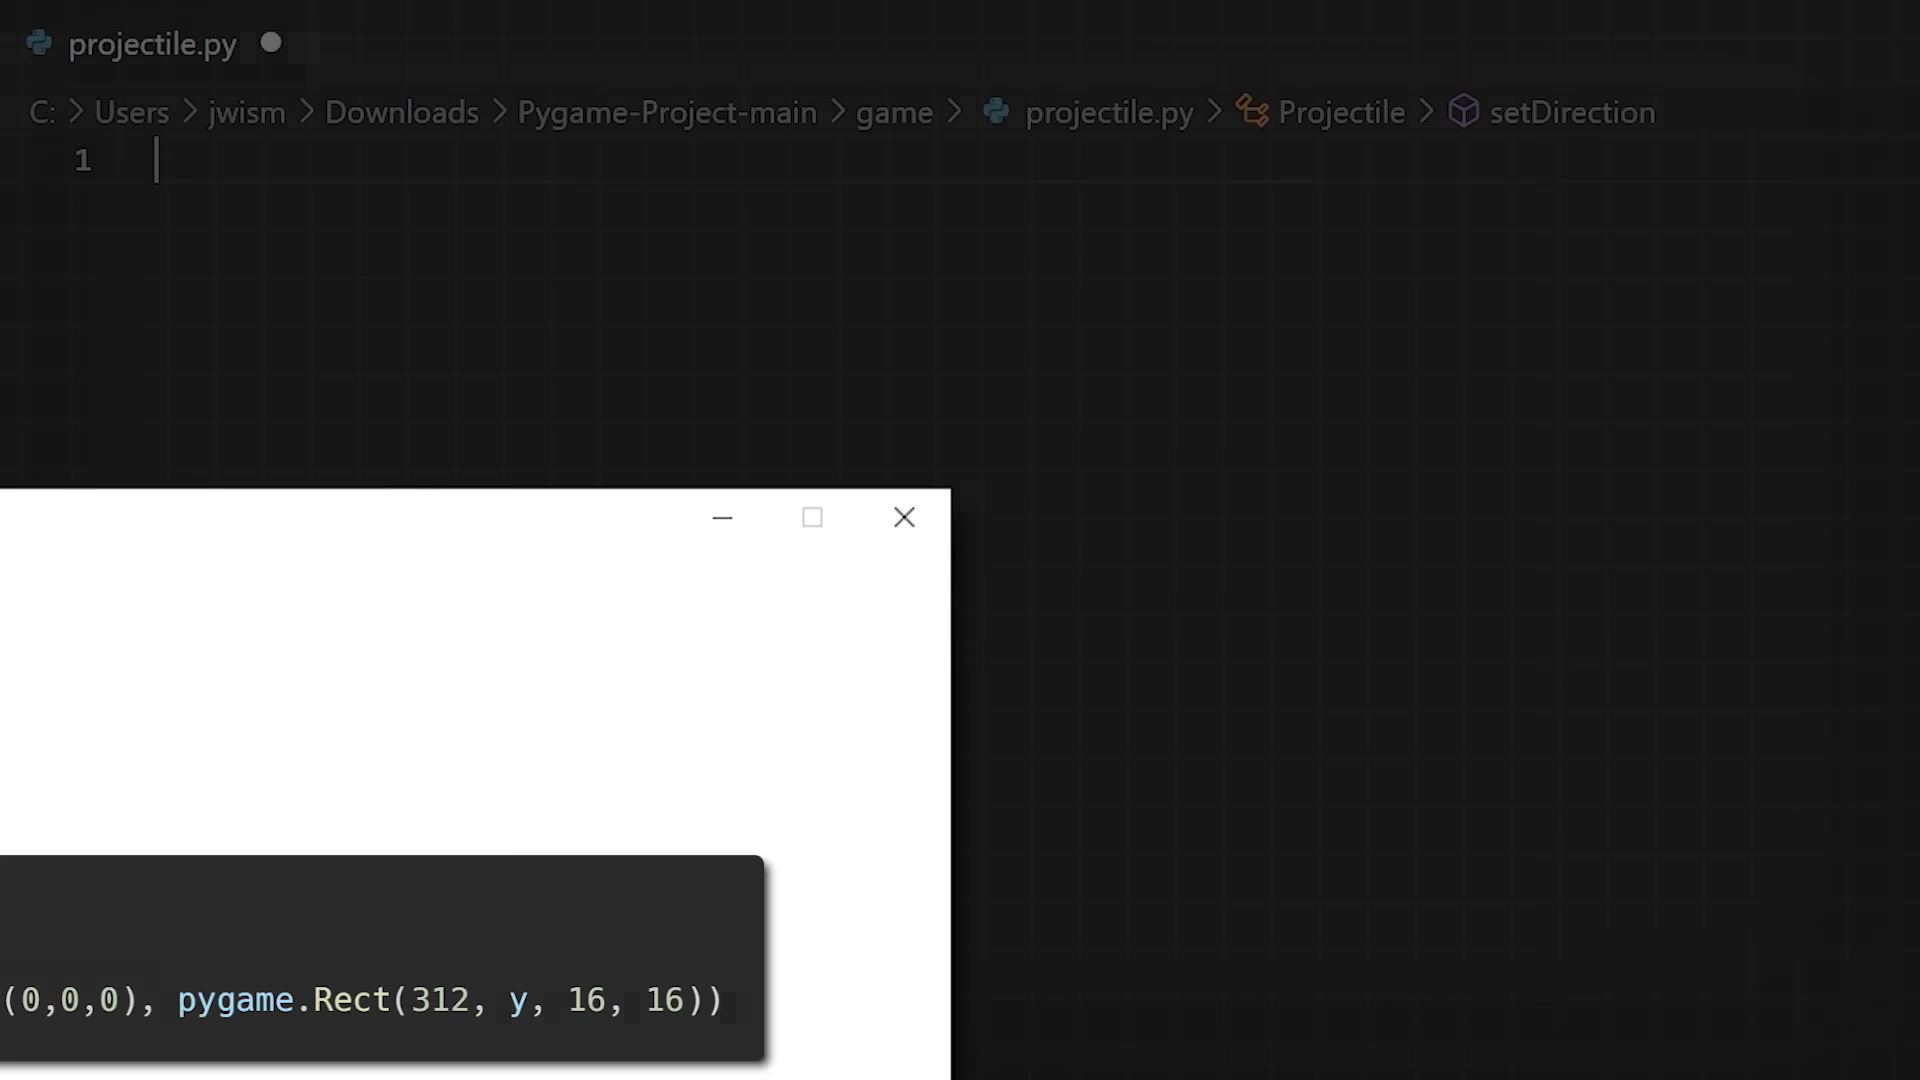 projectile.py
C: > Users > jwism > Downloads > Pygame-Project-main > game > projectile.py > Projectile > setDirection
1
(0,0,0), pygame.Rect(312, y, 16, 16))